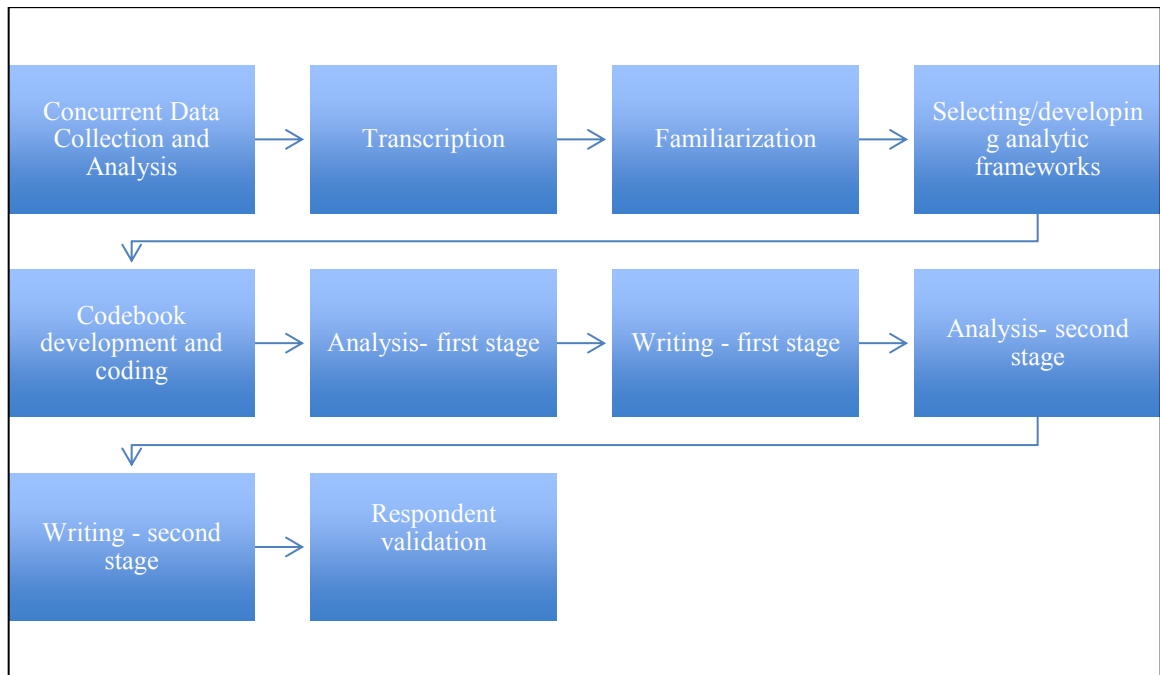 Concurrent Data
Collection and
Analysis
Transcription
Familiarization
Selecting/developin
g analytic
frameworks
Codebook
development and
coding
Analysis- first stage
Writing - first stage
Analysis- second
stage
Writing - second
stage
Respondent
validation